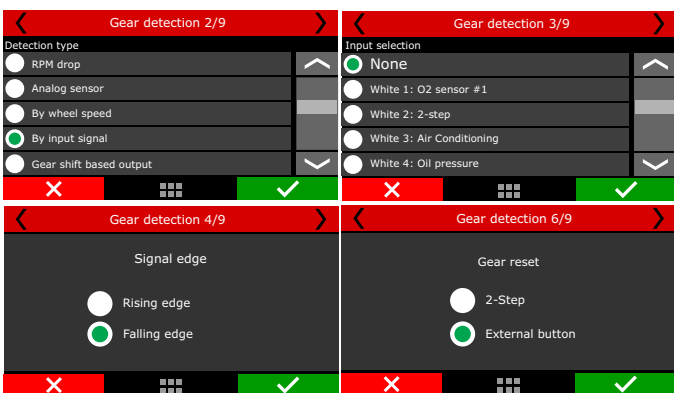 Gear detection 2/9
Detection type
RPM drop
Analog sensor
By wheel speed
By input signal
Gear shift based output
Gear detection 3/9
Input selection
None
White 1: O2 sensor #1
White 2: 2-step
White 3: Air Conditioning
White 4: Oil pressure
Gear detection 4/9
Signal edge
Rising edge
Falling edge
Gear detection 6/9
Gear reset
2-Step
External button